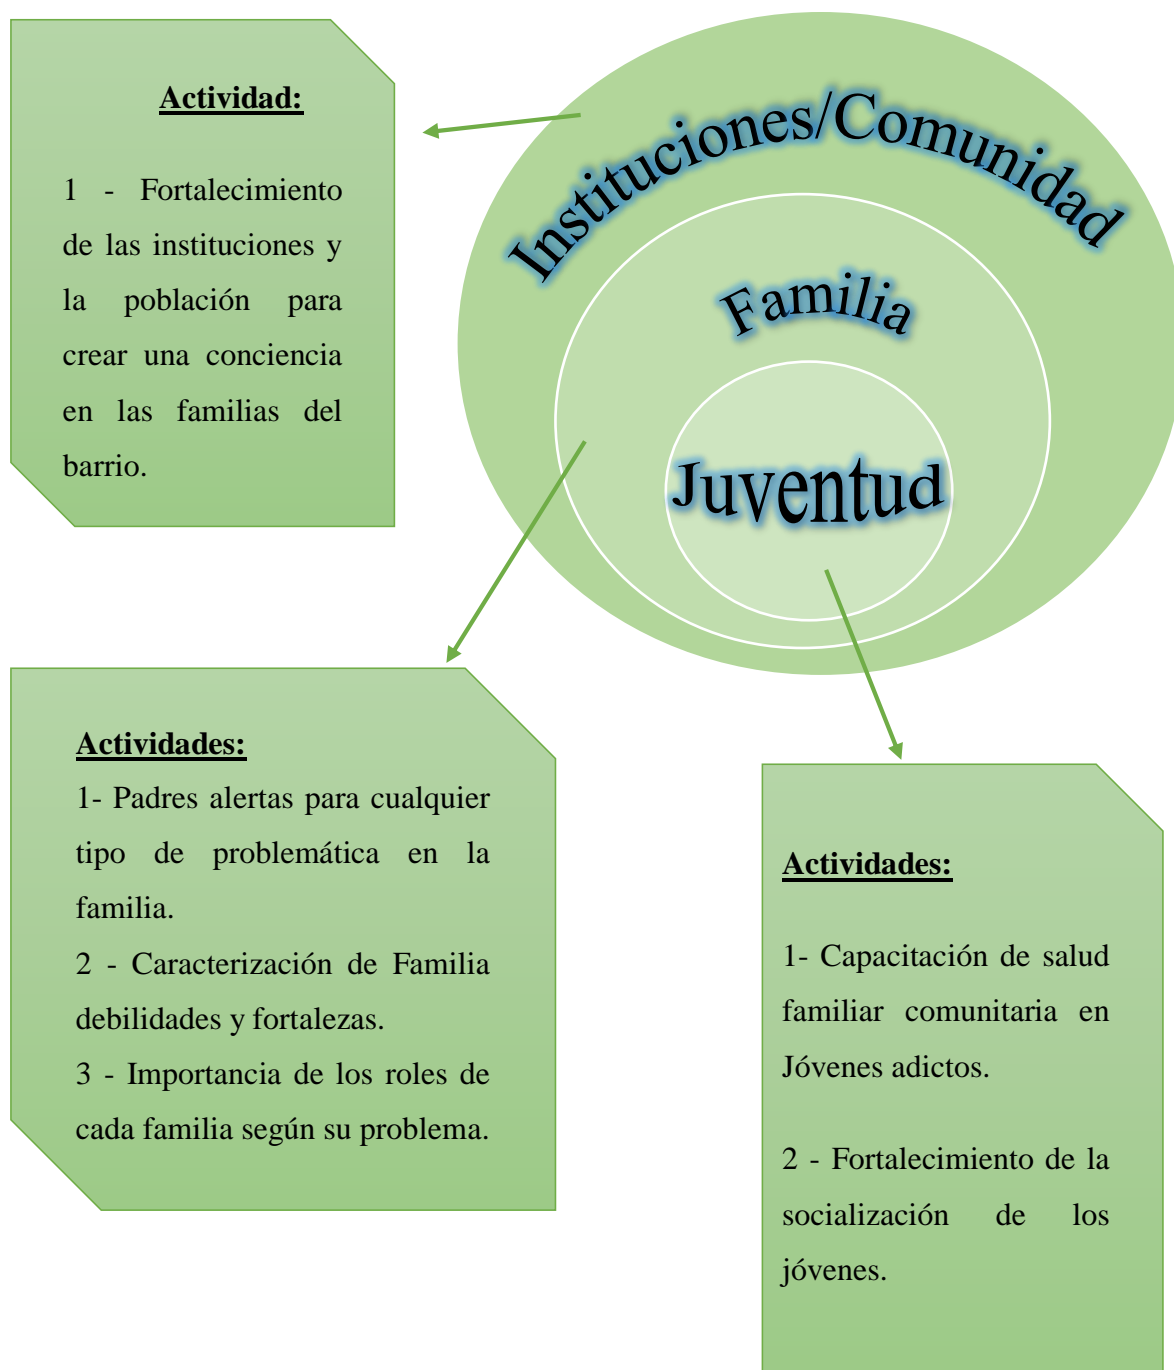 Actividad:
1 - Fortalecimiento
de las instituciones y
la población para
crear una conciencia
en las familias del
barrio.
Instituciones/Comunidad
Familia
Juventud
Actividades:
1- Padres alertas para cualquier
tipo de problemática en la
familia.
2 - Caracterización de Familia
debilidades y fortalezas.
3 - Importancia de los roles de
cada familia según su problema.
Actividades:
1- Capacitación de salud
familiar comunitaria en
Jóvenes adictos.
2 - Fortalecimiento de la
socialización de los
jóvenes.